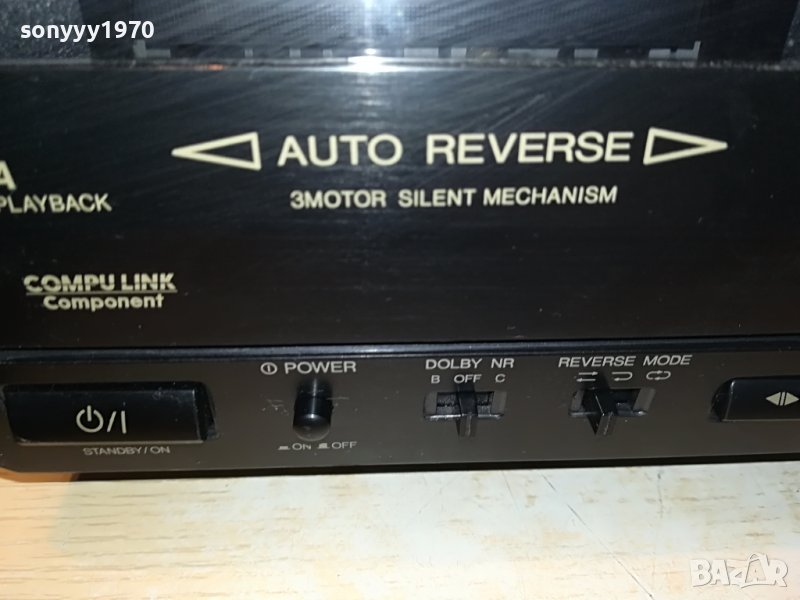 sonyyy1970
AUTO REVERSE
A
PLAYBACK
3MOTOR SILENT MECHANISM
COMPU LINK
Component
POWER
DOLBY NR
REVERSE MODE
B OFF C
STANDBY/ON
ON OFF
BAZAR